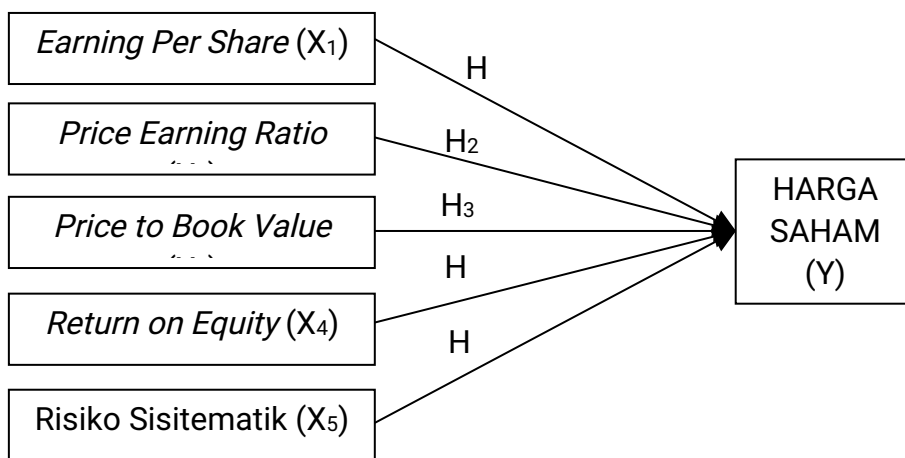 Earning Per Share (X₁)
H
Price Earning Ratio
H₂
Price to Book Value
H₃
HARGA
SAHAM
(Y)
H
Return on Equity (X₄)
H
Risiko Sisitematik (X₅)